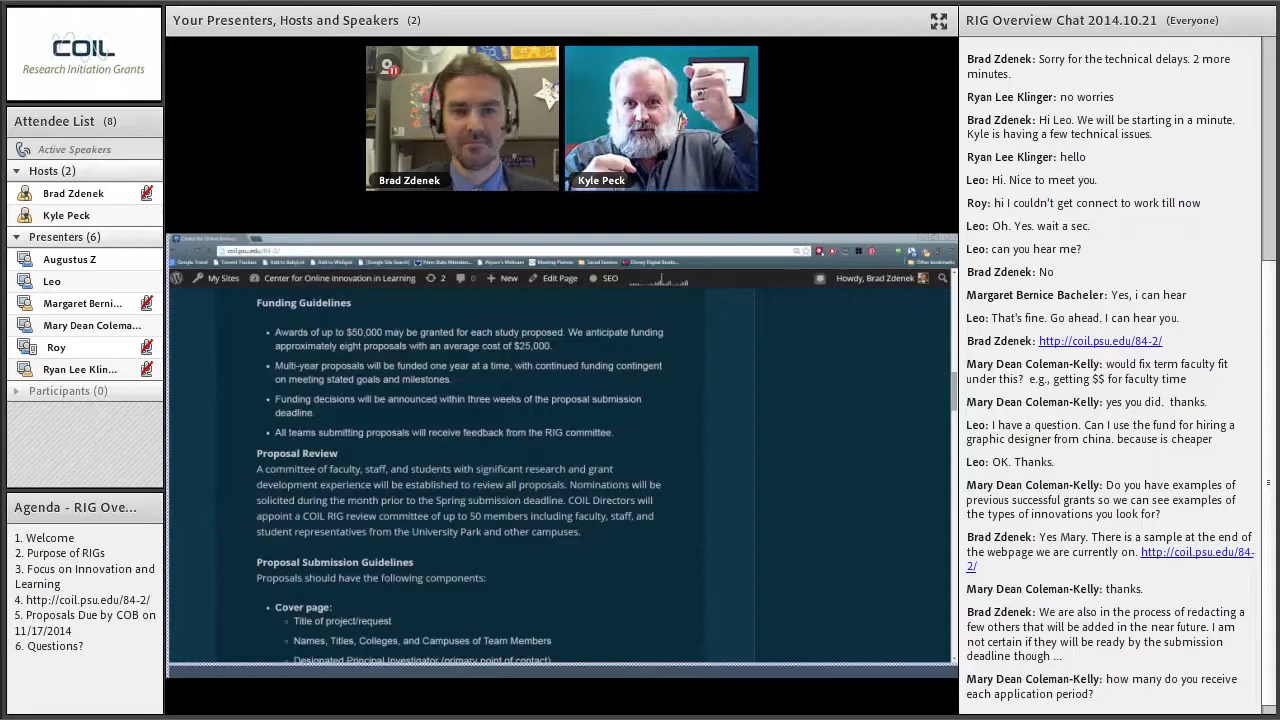 COIL
Research Initiation Grants
Attendee List (8)
Active Speakers
Hosts (2)
Brad Zdenek
Kyle Peck
Presenters (6)
Augustus Z
Leo
Margaret Berni...
Mary Dean Colema...
Roy
Ryan Lee Klin...
Participants (0)
Agenda - RIG Ove...
1. Welcome
2. Purpose of RIGs
3. Focus on Innovation and
Learning
4. http://coil.psu.edu/84-2/
5. Proposals Due by COB on
11/17/2014
6. Questions?
Your Presenters, Hosts and Speakers (2)
Brad Zdenek
Kyle Peck
coil.psu.edu/84-2/
My Sites
Center for Online Innovation in Learning
2
0
New
Edit Page
SEO
Howdy, Brad Zdenek
Funding Guidelines
Awards of up to $50,000 may be granted for each study proposed. We anticipate funding
approximately eight proposals with an average cost of $25,000.
Multi-year proposals will be funded one year at a time, with continued funding contingent
on meeting stated goals and milestones.
Funding decisions will be announced within three weeks of the proposal submission
deadline.
All teams submitting proposals will receive feedback from the RIG committee.
Proposal Review
A committee of faculty, staff, and students with significant research and grant
development experience will be established to review all proposals. Nominations will be
solicited during the month prior to the Spring submission deadline. COIL Directors will
appoint a COIL RIG review committee of up to 50 members including faculty, staff, and
student representatives from the University Park and other campuses.
Proposal Submission Guidelines
Proposals should have the following components:
Cover page:
Title of project/request
Names, Titles, Colleges, and Campuses of Team Members
Designated Principal Investigator (primary point of contact)
RIG Overview Chat 2014.10.21 (Everyone)
Brad Zdenek: Sorry for the technical delays. 2 more
minutes.
Ryan Lee Klinger: no worries
Brad Zdenek: Hi Leo. We will be starting in a minute.
Kyle is having a few technical issues.
Ryan Lee Klinger: hello
Leo: Hi. Nice to meet you.
Roy: hi I couldn't get connect to work till now
Leo: Oh. Yes. wait a sec.
Leo: can you hear me?
Brad Zdenek: No
Margaret Bernice Bacheler: Yes, i can hear
Leo: That's fine. Go ahead. I can hear you.
Brad Zdenek: http://coil.psu.edu/84-2/
Mary Dean Coleman-Kelly: would fix term faculty fit
under this? e.g., getting $$ for faculty time
Mary Dean Coleman-Kelly: yes you did. thanks.
Leo: I have a question. Can I use the fund for hiring a
graphic designer from china. because is cheaper
Leo: OK. Thanks.
Mary Dean Coleman-Kelly: Do you have examples of
previous successful grants so we can see samples of
the types of innovations you look for?
Brad Zdenek: Yes Mary. There is a sample at the end of
the webpage we are currently on. http://coil.psu.edu/84-
2/
Mary Dean Coleman-Kelly: thanks.
Brad Zdenek: We are also in the process of redacting a
few others that will be added in the near future. I am
not certain they will be ready by the submission
deadline though ...
Mary Dean Coleman-Kelly: how many do you receive
each application period?